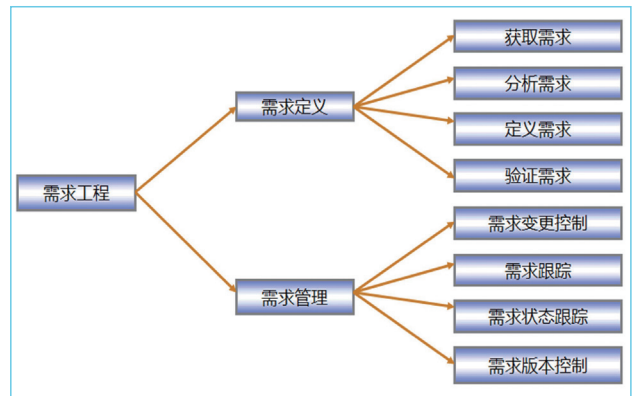 获取需求
分析需求
需求定义
定义需求
验证需求
需求工程
需求变更控制
需求跟踪
需求管理
需求状态跟踪
需求版本控制